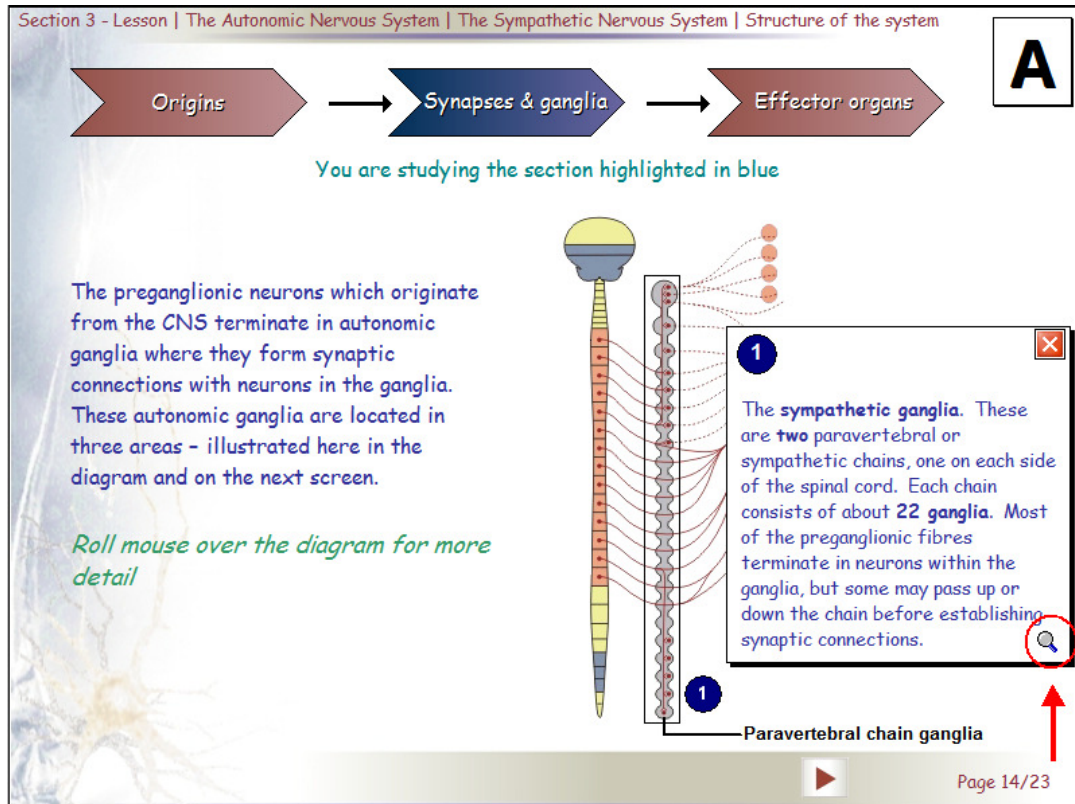 Section 3 - Lesson | The Autonomic Nervous System | The Sympathetic Nervous System | Structure of the system
A
Origins
Synapses & ganglia
Effector organs
You are studying the section highlighted in blue
The preganglionic neurons which originate
from the CNS terminate in autonomic
ganglia where they form synaptic
connections with neurons in the ganglia.
These autonomic ganglia are located in
three areas – illustrated here in the
diagram and on the next screen.
Roll mouse over the diagram for more
detail
1
The sympathetic ganglia. These
are two paravertebral or
sympathetic chains, one on each side
of the spinal cord. Each chain
consists of about 22 ganglia. Most
of the preganglionic fibres
terminate in neurons within the
ganglia, but some may pass up or
down the chain before establishing
synaptic connections.
1
Paravertebral chain ganglia
Page 14/23